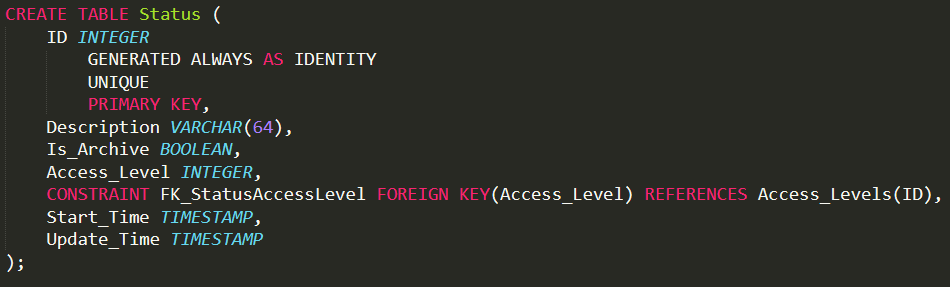 CREATE TABLE Status (
    ID INTEGER
        GENERATED ALWAYS AS IDENTITY
        UNIQUE
        PRIMARY KEY,
    Description VARCHAR(64),
    Is_Archive BOOLEAN,
    Access_Level INTEGER,
    CONSTRAINT FK_StatusAccessLevel FOREIGN KEY(Access_Level) REFERENCES Access_Levels(ID),
    Start_Time TIMESTAMP,
    Update_Time TIMESTAMP
);